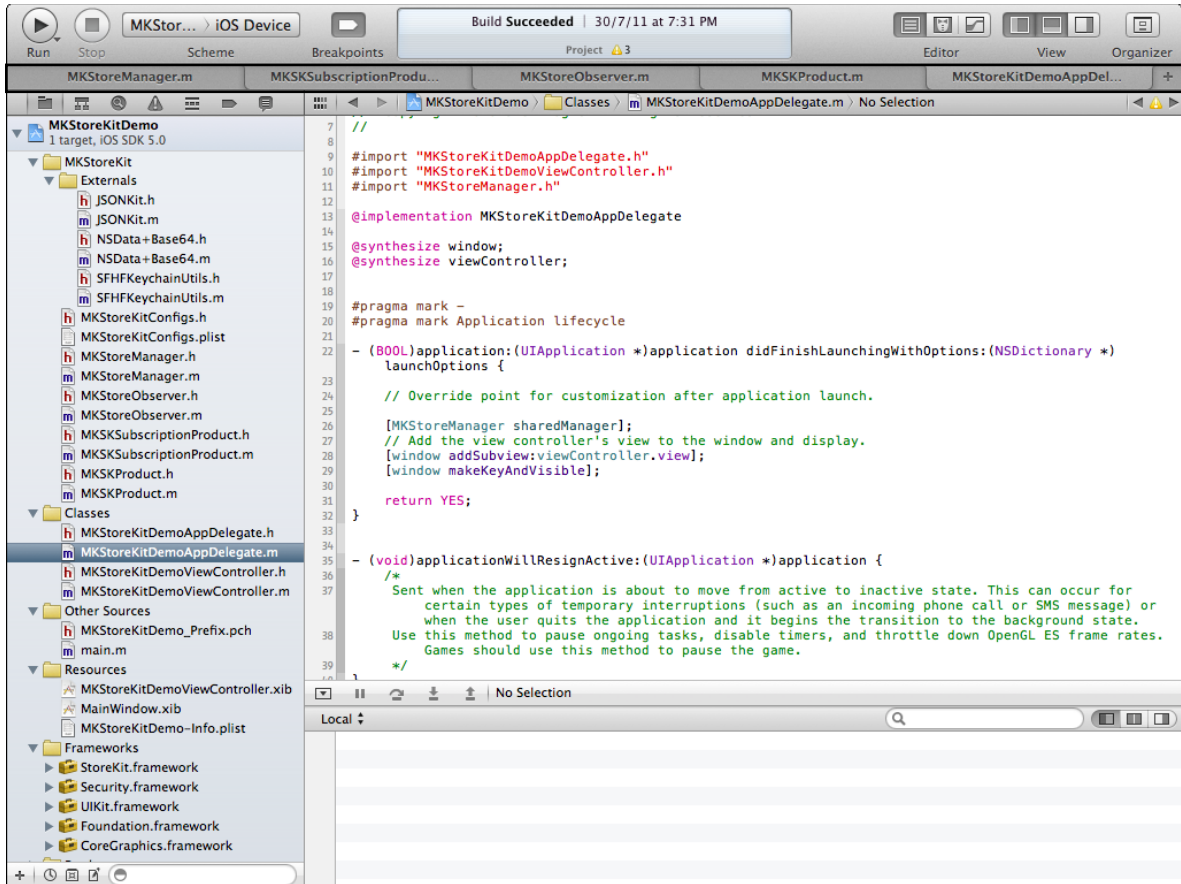 MKStor... 〉 iOS Device
Build Succeeded | 30/7/11 at 7:31 PM
Project 3
Run Stop Scheme Breakpoints Editor View Organizer
MKStoreManager.m MKSKSubscriptionProdu... MKStoreObserver.m MKSKProduct.m MKStoreKitDemoAppDel... +
MKStoreKitDemo 〉 Classes 〉 m MKStoreKitDemoAppDelegate.m 〉 No Selection
MKStoreKitDemo
1 target, iOS SDK 5.0
MKStoreKit
Externals
h JSONKit.h
m JSONKit.m
h NSData+Base64.h
m NSData+Base64.m
h SFHFKeychainUtils.h
m SFHFKeychainUtils.m
h MKStoreKitConfigs.h
MKStoreKitConfigs.plist
h MKStoreManager.h
m MKStoreManager.m
h MKStoreObserver.h
m MKStoreObserver.m
h MKSKSubscriptionProduct.h
m MKSKSubscriptionProduct.m
h MKSKProduct.h
m MKSKProduct.m
Classes
h MKStoreKitDemoAppDelegate.h
m MKStoreKitDemoAppDelegate.m
h MKStoreKitDemoViewController.h
m MKStoreKitDemoViewController.m
Other Sources
h MKStoreKitDemo_Prefix.pch
m main.m
Resources
MKStoreKitDemoViewController.xib
MainWindow.xib
MKStoreKitDemo-Info.plist
Frameworks
StoreKit.framework
Security.framework
UIKit.framework
Foundation.framework
CoreGraphics.framework
7 //
8
9 #import "MKStoreKitDemoAppDelegate.h"
10 #import "MKStoreKitDemoViewController.h"
11 #import "MKStoreManager.h"
12
13 @implementation MKStoreKitDemoAppDelegate
14
15 @synthesize window;
16 @synthesize viewController;
17
18
19 #pragma mark -
20 #pragma mark Application lifecycle
21
22 - (BOOL)application:(UIApplication *)application didFinishLaunchingWithOptions:(NSDictionary *)
launchOptions {
23
24 // Override point for customization after application launch.
25
26 [MKStoreManager sharedManager];
27 // Add the view controller's view to the window and display.
28 [window addSubview:viewController.view];
29 [window makeKeyAndVisible];
30
31 return YES;
32 }
33
34
35 - (void)applicationWillResignActive:(UIApplication *)application {
36 /*
37 Sent when the application is about to move from active to inactive state. This can occur for
certain types of temporary interruptions (such as an incoming phone call or SMS message) or
when the user quits the application and it begins the transition to the background state.
38 Use this method to pause ongoing tasks, disable timers, and throttle down OpenGL ES frame rates.
Games should use this method to pause the game.
39 */
No Selection
Local